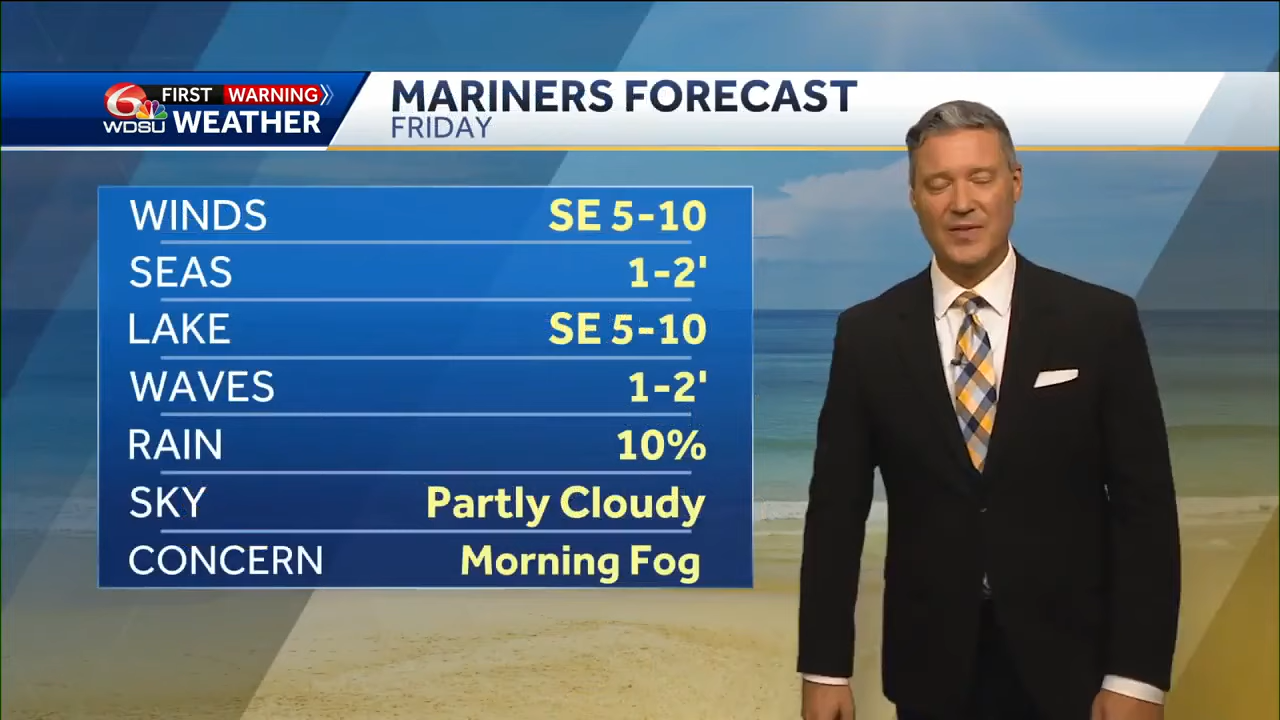 6
WDSU
FIRST WARNING
WEATHER
MARINERS FORECAST
FRIDAY
WINDS SE 5-10
SEAS 1-2'
LAKE SE 5-10
WAVES 1-2'
RAIN 10%
SKY Partly Cloudy
CONCERN Morning Fog